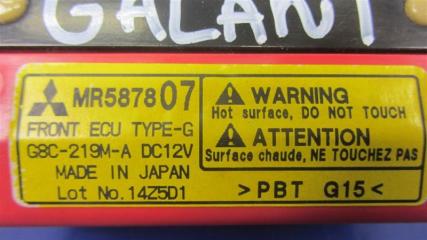 GALANT
MR587807
FRONT ECU TYPE-G
G8C-219M-A DC12V
MADE IN JAPAN
Lot No.14Z5D1
WARNING
Hot surface, DO NOT TOUCH
ATTENTION
Surface chaude, NE TOUCHEZ PAS
>PBT G15<